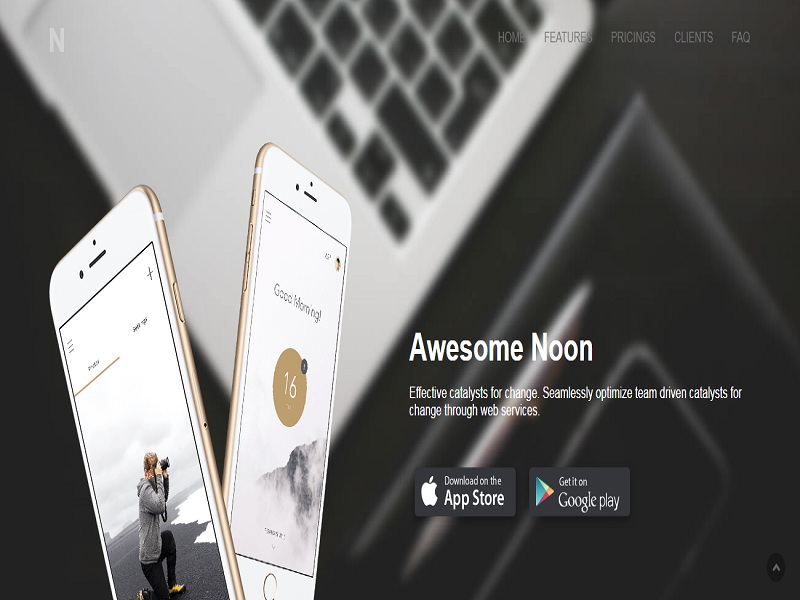 N
HOME FEATURES PRICINGS CLIENTS FAQ
Good Morning!
16
Awesome Noon
Effective catalysts for change. Seamlessly optimize team driven catalysts for
change through web services.
Download on the
App Store
Get it on
Google play